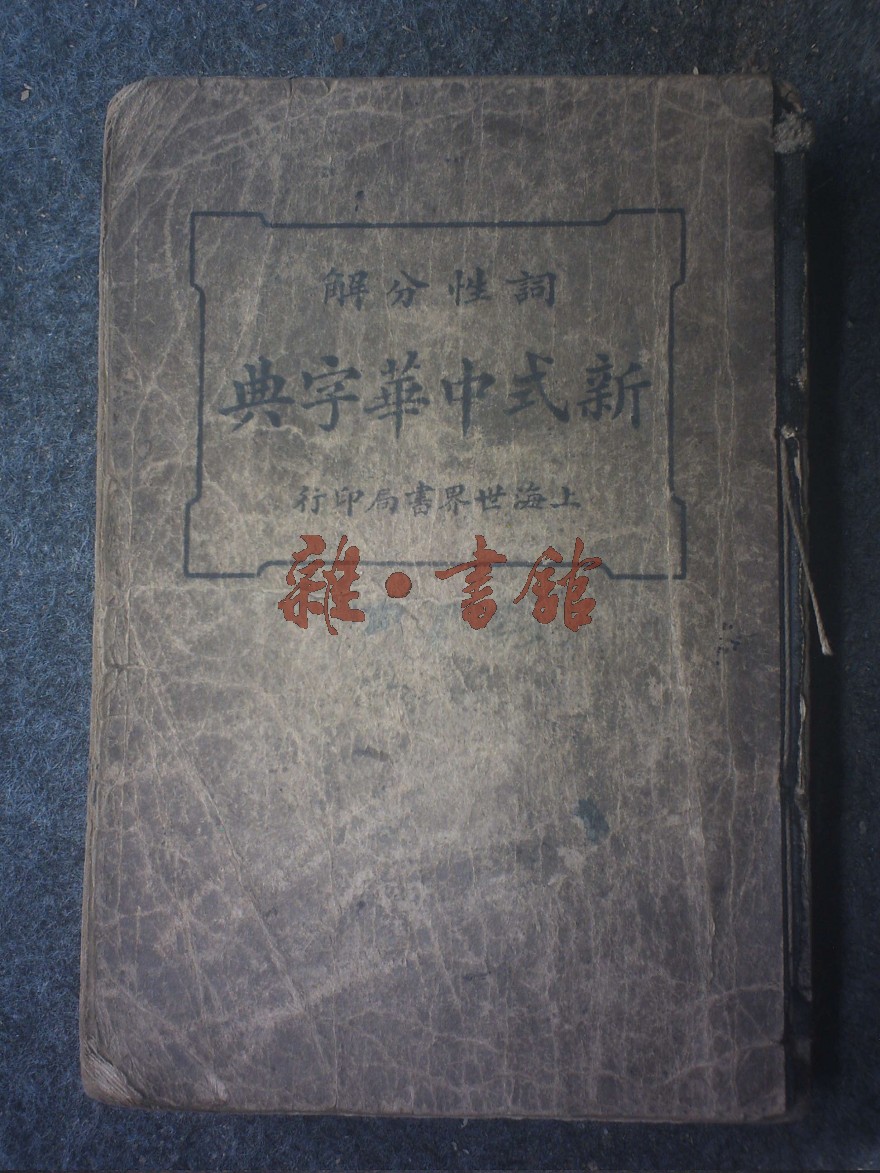 詞性分解
新式中華字典
上海世界書局印行
雜·書館